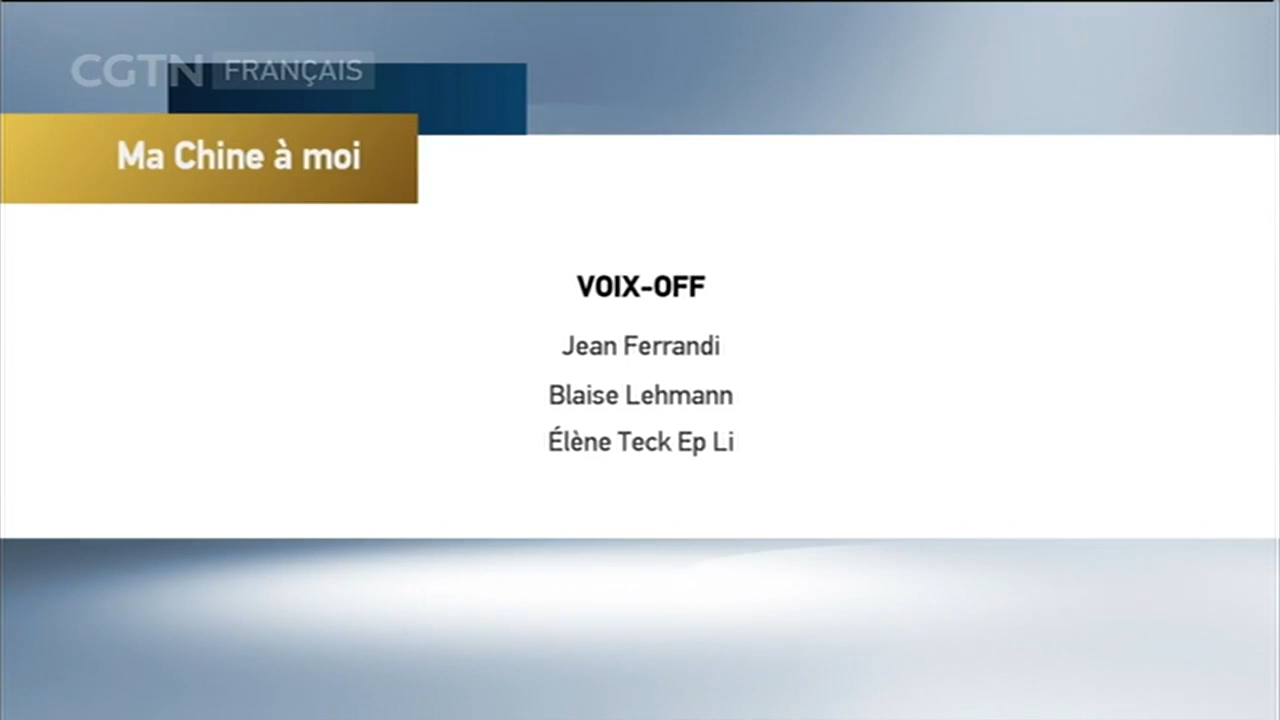 CGTN FRANÇAIS
Ma Chine à moi
VOIX-OFF
Jean Ferrandi
Blaise Lehmann
Élène Teck Ep Li